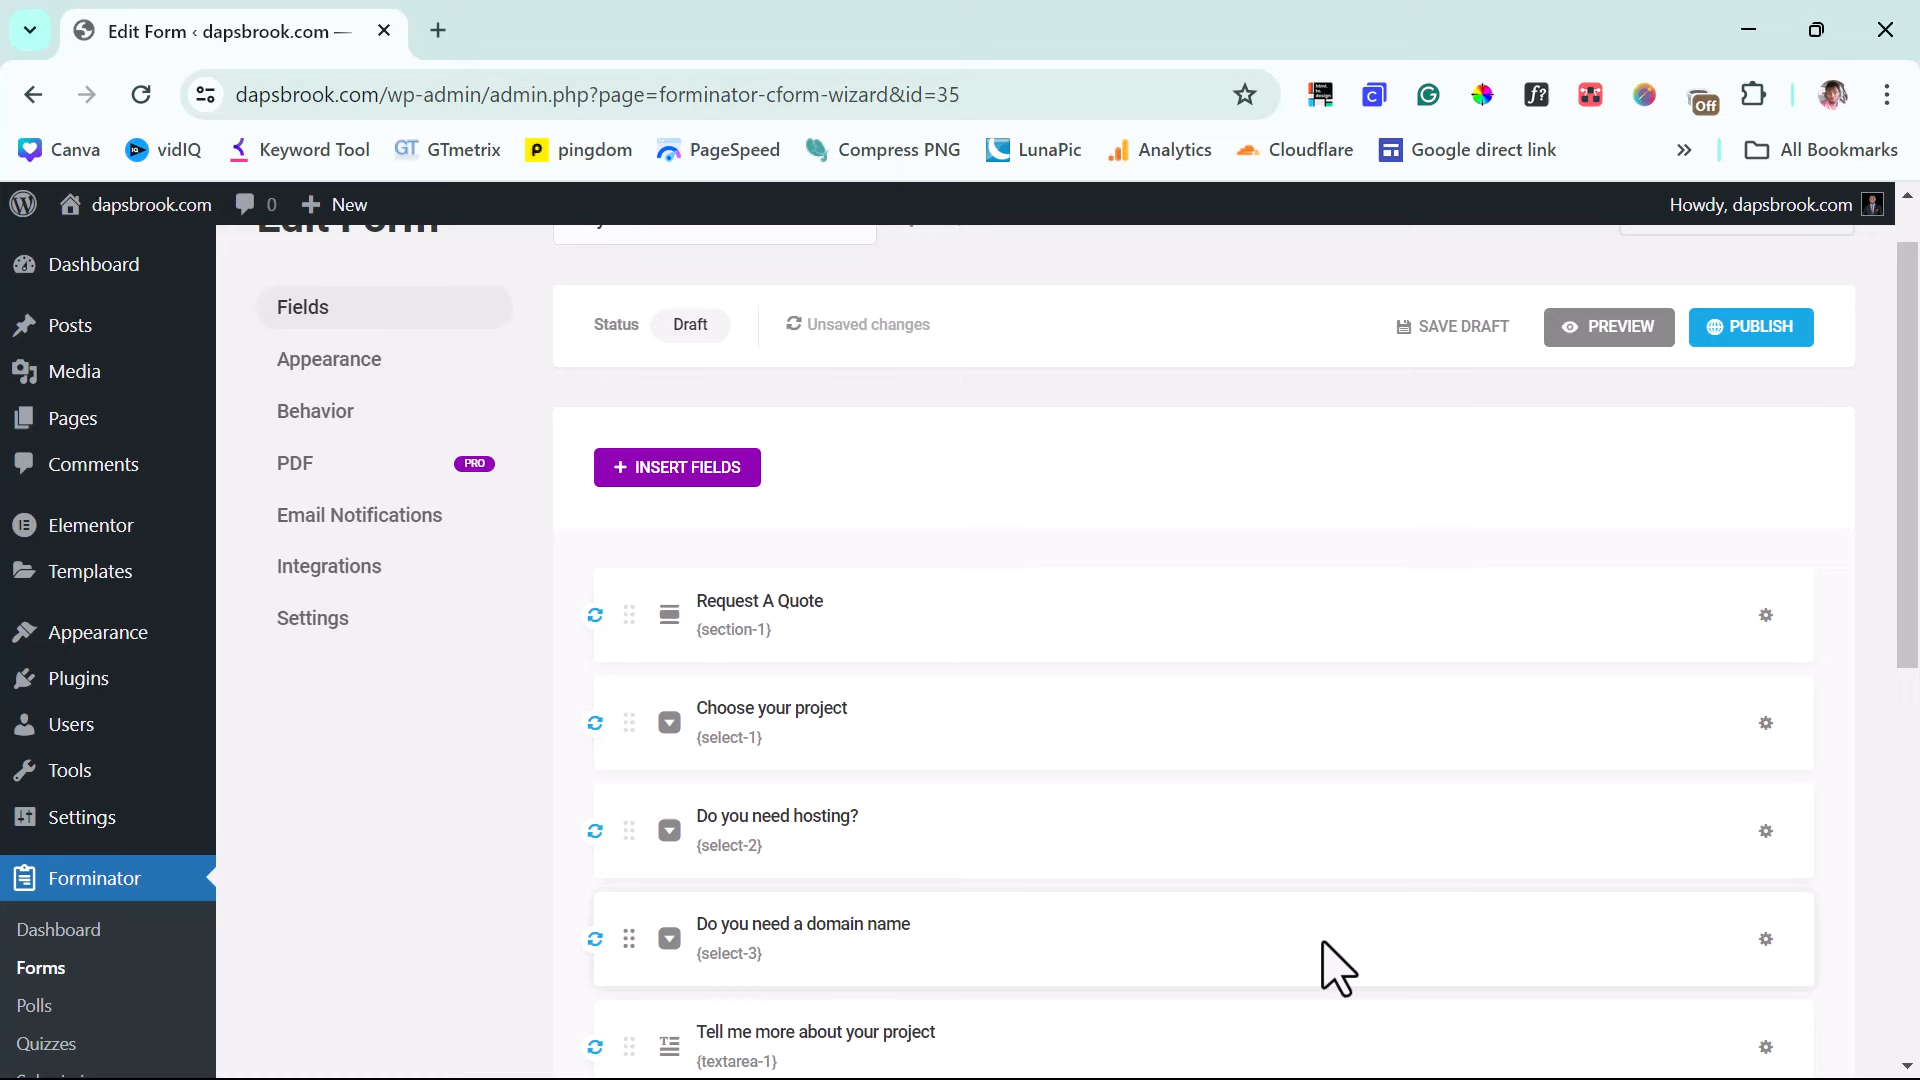 Edit Form ‹ dapsbrook.com —
dapsbrook.com/wp-admin/admin.php?page=forminator-cform-wizard&id=35
f?
Off
Canva
vidIQ
Keyword Tool
GT
GTmetrix
p
pingdom
PageSpeed
Compress PNG
LunaPic
Analytics
Cloudflare
Google direct link
»
All Bookmarks
dapsbrook.com
0
New
Howdy, dapsbrook.com
Edit Form
Dashboard
Posts
Media
Pages
Comments
Elementor
Templates
Appearance
Plugins
Users
Tools
Settings
Forminator
Dashboard
Forms
Polls
Quizzes
Fields
Appearance
Behavior
PDF PRO
Email Notifications
Integrations
Settings
Status Draft Unsaved changes SAVE DRAFT PREVIEW PUBLISH
+ INSERT FIELDS
Request A Quote
{section-1}
Choose your project
{select-1}
Do you need hosting?
{select-2}
Do you need a domain name
{select-3}
Tell me more about your project
{textarea-1}